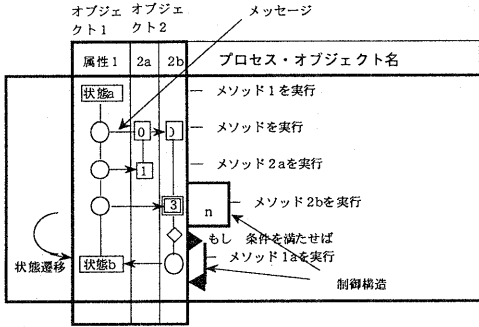 オブジェクト1
オブジェクト2
メッセージ
属性1 2a 2b プロセス・オブジェクト名
状態a
メソッド1を実行
0
メソッドを実行
1
メソッド2aを実行
3
n
メソッド2bを実行
もし 条件を満たせば
状態遷移
状態b
メソッド1aを実行
制御構造